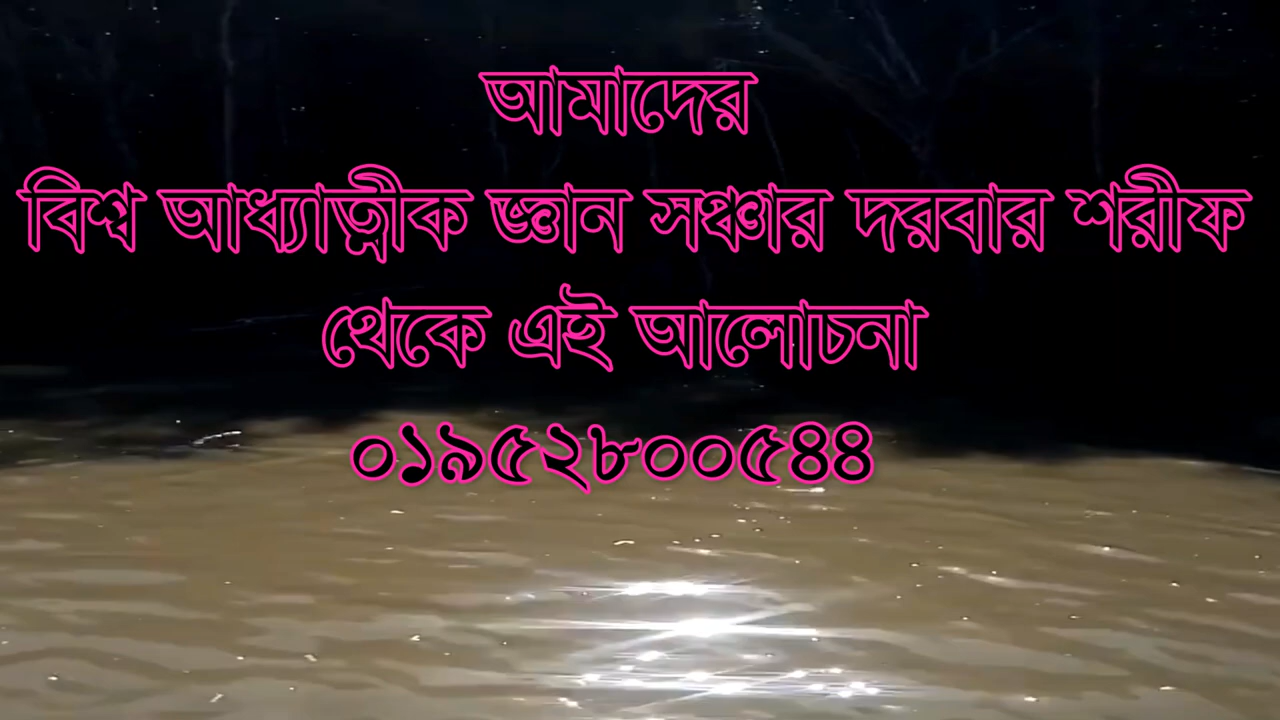 আমাদের
বিশ্ব আধ্যাত্নীক জ্ঞান সঞ্চার দরবার শরীফ
থেকে এই আলোচনা
০১৯৫২৮০০৫৪৪